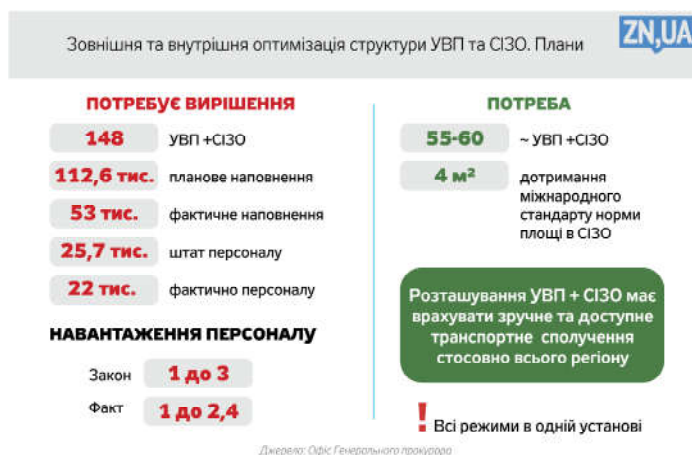 Зовнішня та внутрішня оптимізація структури УВП та СІЗО. Плани
ZN,UA
ПОТРЕБУЄ ВИРІШЕННЯ
148 УВП +СІЗО
112,6 тис. планове наповнення
53 тис. фактичне наповнення
25,7 тис. штат персоналу
22 тис. фактично персоналу
НАВАНТАЖЕННЯ ПЕРСОНАЛУ
Закон 1 до 3
Факт 1 до 2,4
ПОТРЕБА
55-60 ~ УВП +СІЗО
4 м² дотримання
міжнародного
стандарту норми
площі в СІЗО
Розташування УВП + СІЗО має
врахувати зручне та доступне
транспортне сполучення
стосовно всього регіону
! Всі режими в одній установі
Джерело: Офіс Генерального прокурора